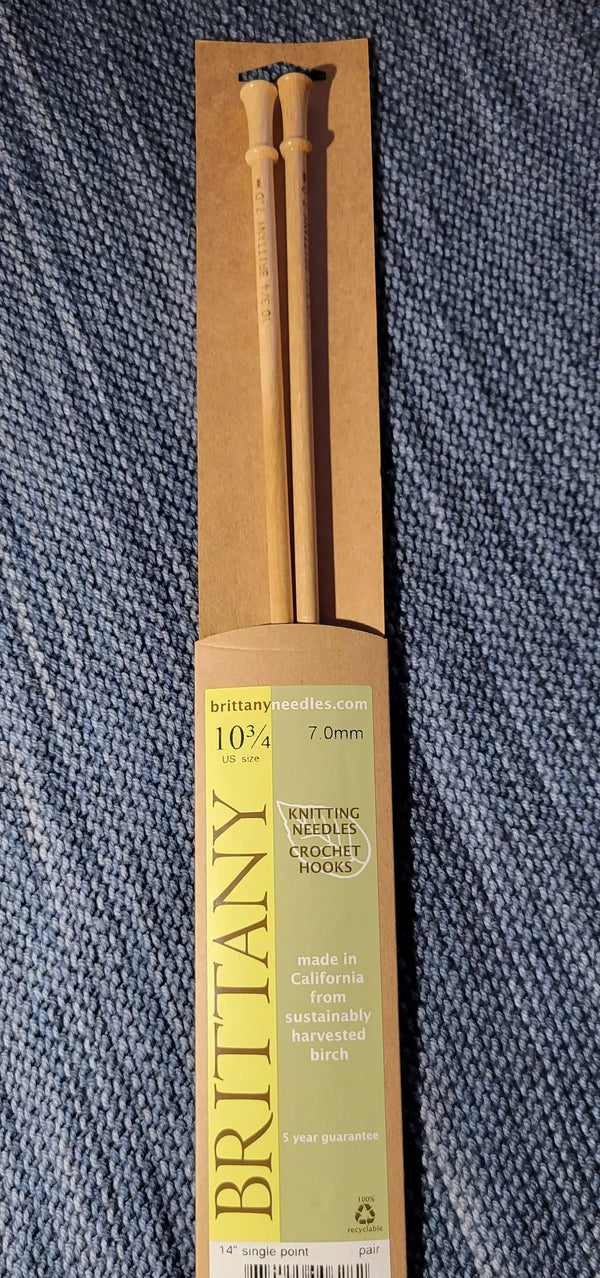 10 3/4 BRITTANY 7.0 mm
brittanyneedles.com
10¾ 7.0mm
US size
KNITTING
NEEDLES
CROCHET
HOOKS
BRITTANY
made in
California
from
sustainably
harvested
birch
5 year guarantee
100%
recyclable
14" single point pair